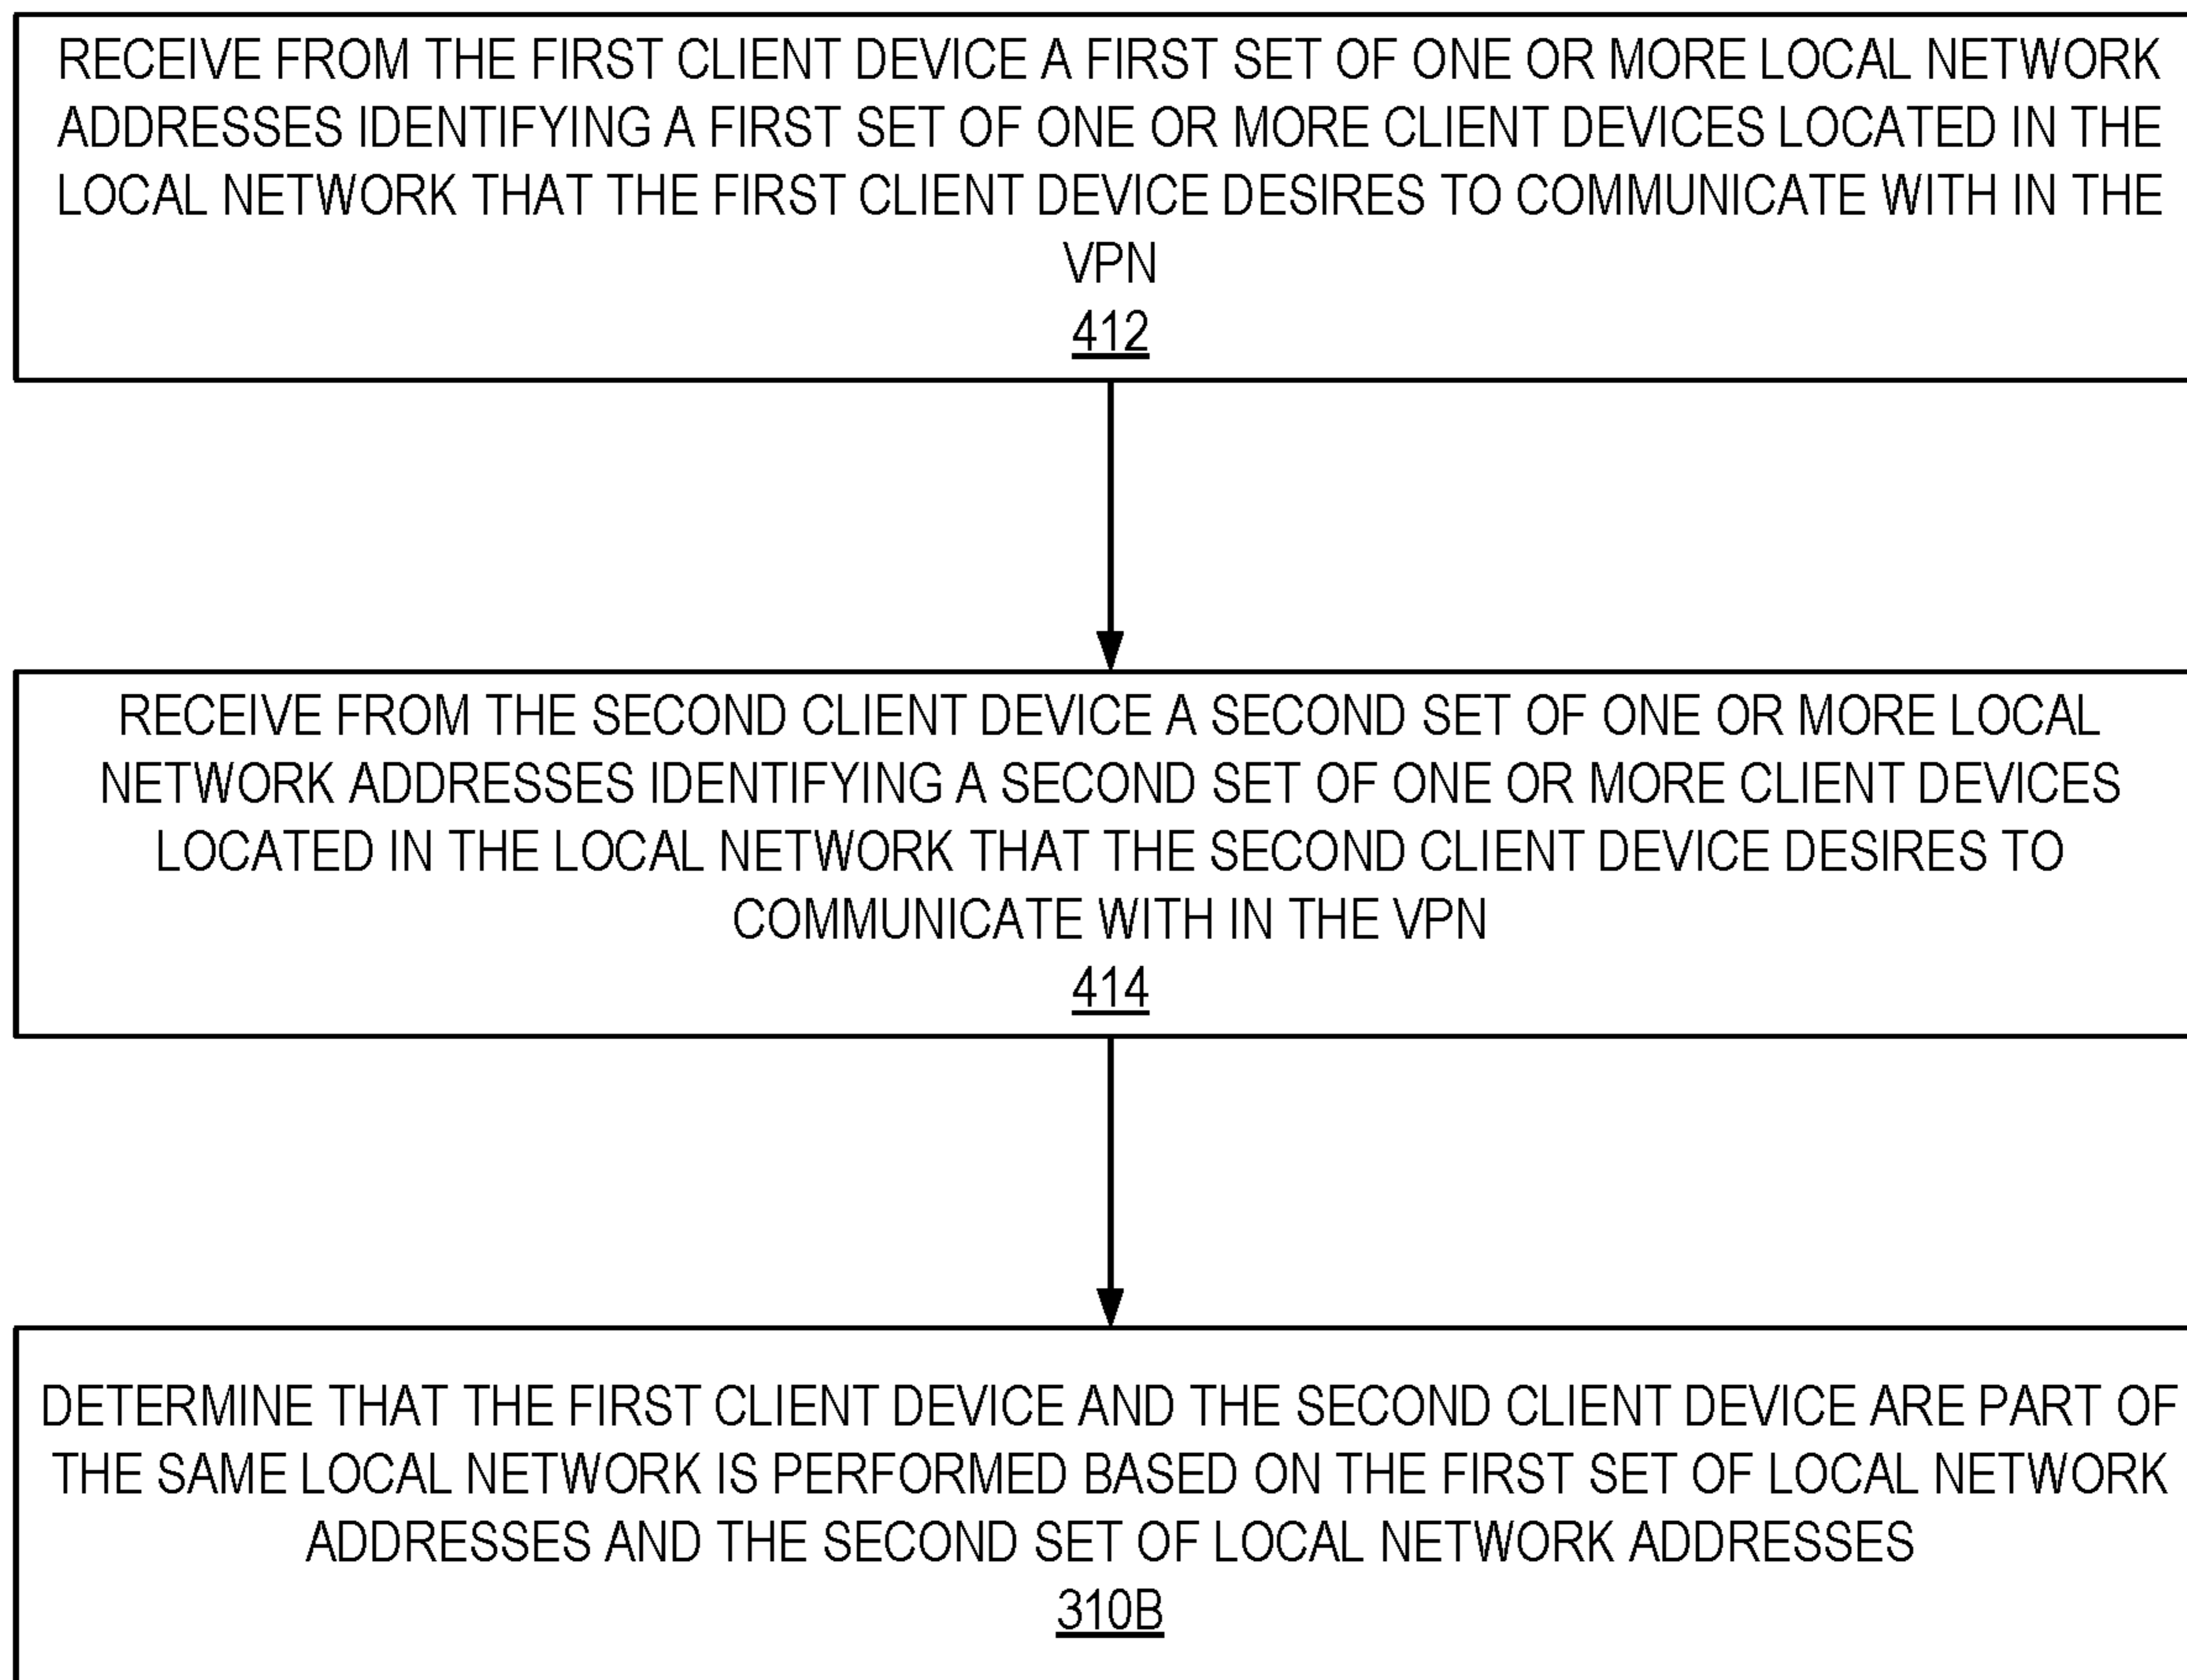 RECEIVE FROM THE FIRST CLIENT DEVICE A FIRST SET OF ONE OR MORE LOCAL NETWORK
ADDRESSES IDENTIFYING A FIRST SET OF ONE OR MORE CLIENT DEVICES LOCATED IN THE
LOCAL NETWORK THAT THE FIRST CLIENT DEVICE DESIRES TO COMMUNICATE WITH IN THE
VPN
412
RECEIVE FROM THE SECOND CLIENT DEVICE A SECOND SET OF ONE OR MORE LOCAL
NETWORK ADDRESSES IDENTIFYING A SECOND SET OF ONE OR MORE CLIENT DEVICES
LOCATED IN THE LOCAL NETWORK THAT THE SECOND CLIENT DEVICE DESIRES TO
COMMUNICATE WITH IN THE VPN
414
DETERMINE THAT THE FIRST CLIENT DEVICE AND THE SECOND CLIENT DEVICE ARE PART OF
THE SAME LOCAL NETWORK IS PERFORMED BASED ON THE FIRST SET OF LOCAL NETWORK
ADDRESSES AND THE SECOND SET OF LOCAL NETWORK ADDRESSES
310B